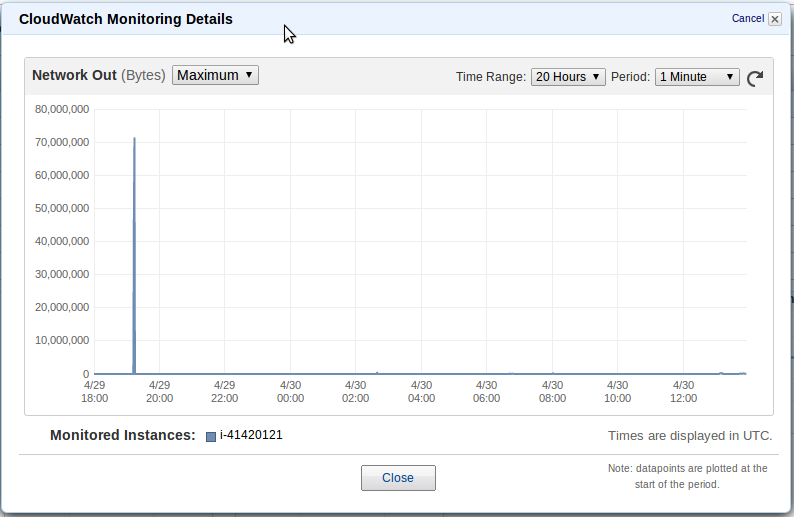 CloudWatch Monitoring Details
Cancel
Network Out (Bytes) Maximum Time Range: 20 Hours Period: 1 Minute
80,000,000
70,000,000
60,000,000
50,000,000
40,000,000
30,000,000
20,000,000
10,000,000
0
4/29 4/29 4/29 4/30 4/30 4/30 4/30 4/30 4/30 4/30
18:00 20:00 22:00 00:00 02:00 04:00 06:00 08:00 10:00 12:00
Monitored Instances: i-41420121 Times are displayed in UTC.
Close
Note: datapoints are plotted at the
start of the period.